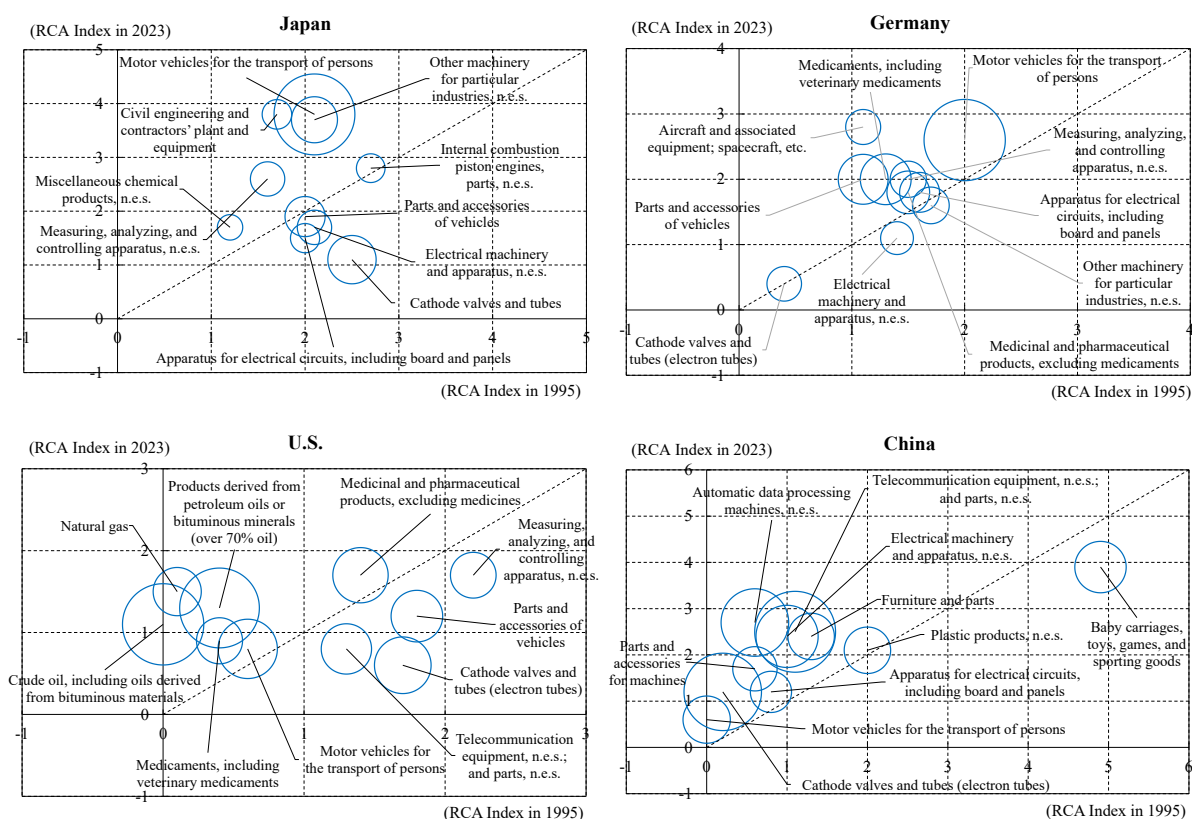 Japan
(RCA Index in 2023)
5
Motor vehicles for the transport of persons
Other machinery
for particular
industries, n.e.s.
4
Civil engineering and
contractors' plant and
equipment
3
Internal combustion
piston engines,
parts, n.e.s.
Miscellaneous chemical
products, n.e.s.
2
Parts and accessories
of vehicles
Measuring, analyzing, and
controlling apparatus, n.e.s.
Electrical machinery
and apparatus, n.e.s.
1
Cathode valves and tubes
0
-1
0
1
2
3
4
5
Apparatus for electrical circuits, including board and panels
-1
(RCA Index in 1995)
Germany
(RCA Index in 2023)
4
Medicaments, including
veterinary medicaments
Motor vehicles for the transport
of persons
3
Aircraft and associated
equipment; spacecraft, etc.
Measuring, analyzing,
and controlling
apparatus, n.e.s.
2
Parts and accessories
of vehicles
Apparatus for electrical
circuits, including
board and panels
1
Electrical
machinery and
apparatus, n.e.s.
Other machinery
for particular
industries, n.e.s.
0
-1
0
1
2
3
4
Cathode valves and
tubes (electron tubes)
Medicinal and pharmaceutical
products, excluding medicaments
-1
(RCA Index in 1995)
U.S.
(RCA Index in 2023)
3
Products derived from
petroleum oils or
bituminous minerals
(over 70% oil)
Medicinal and pharmaceutical
products, excluding medicines
Natural gas
Measuring,
analyzing, and
controlling
apparatus, n.e.s.
2
Parts and
accessories of
vehicles
1
Crude oil, including oils derived
from bituminous materials
Cathode valves and
tubes (electron tubes)
0
-1
0
1
2
3
Medicaments, including
veterinary medicaments
Motor vehicles for
the transport of persons
Telecommunication
equipment, n.e.s.;
and parts, n.e.s.
-1
(RCA Index in 1995)
China
(RCA Index in 2023)
6
Automatic data processing
machines, n.e.s.
Telecommunication equipment, n.e.s.;
and parts, n.e.s.
5
Electrical machinery
and apparatus, n.e.s.
4
Furniture and parts
3
Plastic products, n.e.s.
Baby carriages,
toys, games, and
sporting goods
Parts and
accessories
for machines
2
Apparatus for electrical circuits,
including board and panels
1
Motor vehicles for the transport of persons
0
-1
0
1
2
3
4
5
6
Cathode valves and tubes (electron tubes)
-1
(RCA Index in 1995)